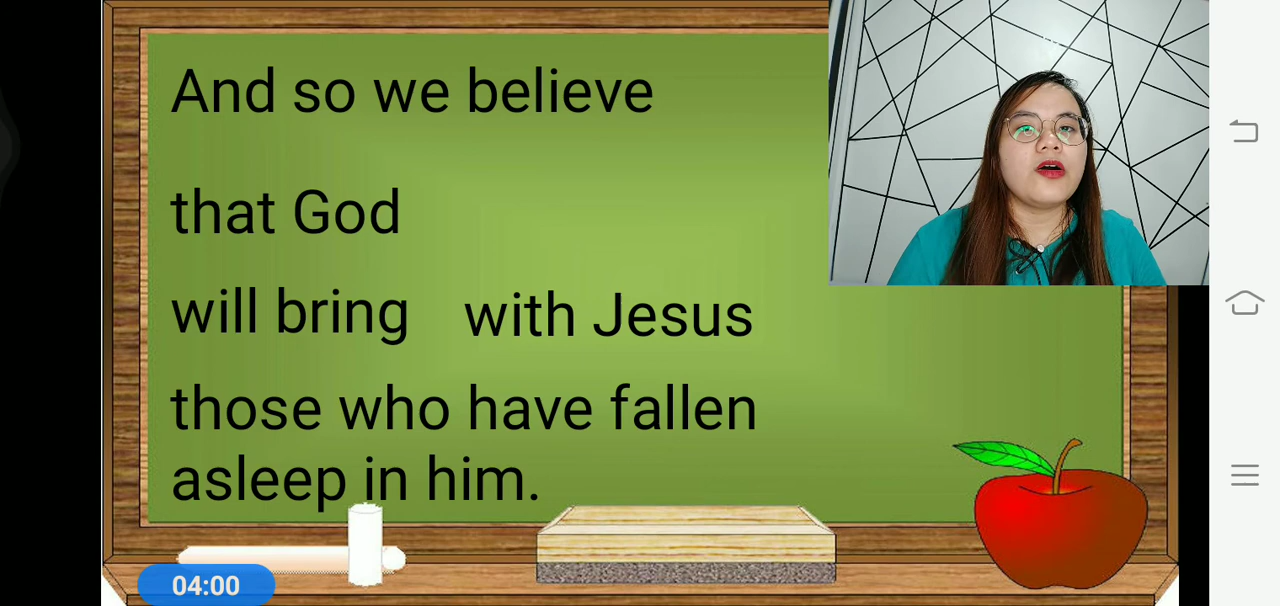 And so we believe
that God
will bring with Jesus
those who have fallen
asleep in him.
04:00